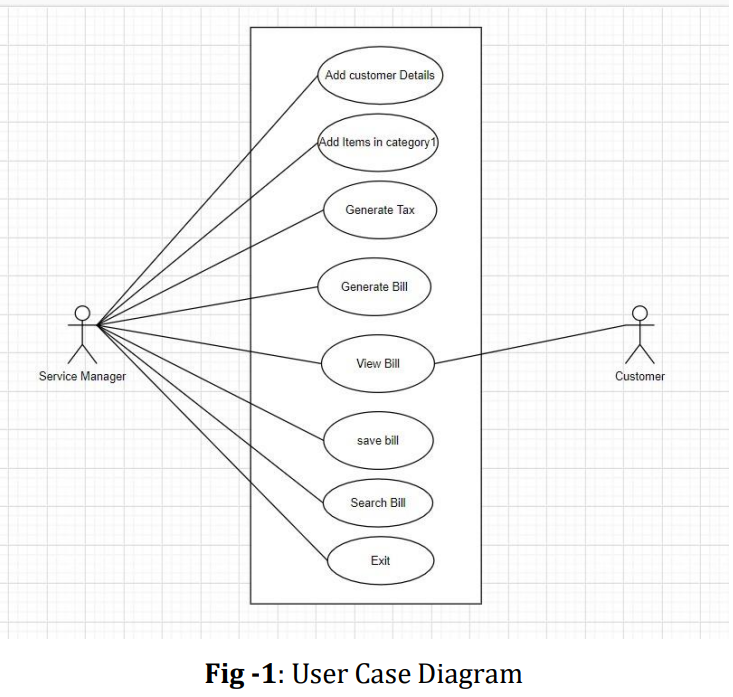 Add customer Details
Add Items in category1
Generate Tax
Generate Bill
View Bill
Service Manager
Customer
save bill
Search Bill
Exit
Fig -1: User Case Diagram